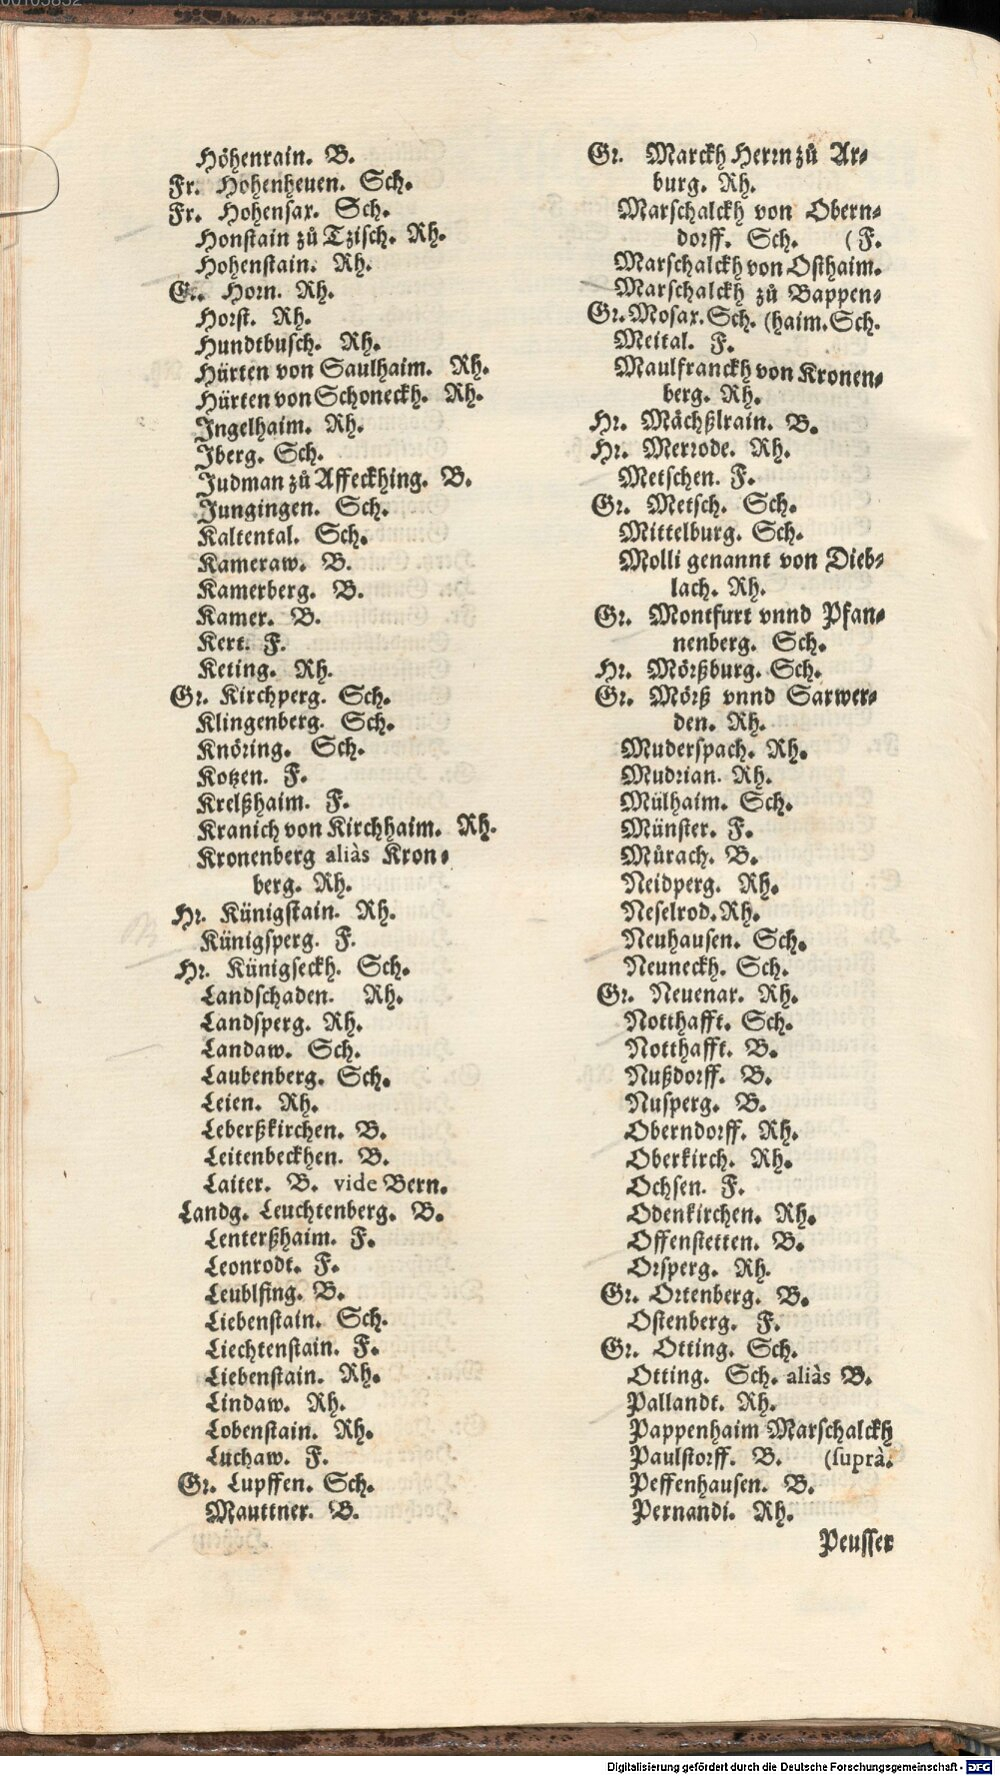 Höhenrain. B.
Fr. Hohenheuen. Sch.
Fr. Hohensax. Sch.
Honstain zů Tzisch. Rh.
Hohenstain. Rh.
G. Horn. Rh.
Horst. Rh.
Hundtbusch. Rh.
Hürten von Saulhaim. Rh.
Hürten von Schoneckh. Rh.
Ingelhaim. Rh.
Iberg. Sch.
Judman zů Affeckhing. B.
Jungingen. Sch.
Kaltental. Sch.
Kameraw. B.
Kamerberg. B.
Kamer. B.
Kert. F.
Keting. Rh.
Gr. Kirchperg. Sch.
Klingenberg. Sch.
Knöring. Sch.
Kotzen. F.
Krelßhaim. F.
Kranich von Kirchhaim. Rh.
Kronenberg aliàs Kron-
berg. Rh.
Hr. Künigstain. Rh.
Künigsperg. F.
Hr. Künigseckh. Sch.
Landschaden. Rh.
Landsperg. Rh.
Landaw. Sch.
Laubenberg. Sch.
Leien. Rh.
Leberßkirchen. B.
Leitenbeckhen. B.
Laiter. B. vide Bern.
Landg. Leuchtenberg. B.
Lenterßhaim. F.
Leonrodt. F.
Leublfing. B.
Liebenstain. Sch.
Liechtenstain. F.
Liebenstain. Rh.
Lindaw. Rh.
Lobenstain. Rh.
Luchaw. F.
Gr. Lupffen. Sch.
Mauttner. B.
Gr. Marckh Herrn zů Ar-
burg. Rh.
Marschalckh von Obern-
dorff. Sch. (F.
Marschalckh von Osthaim.
Marschalckh zů Bappen-
Gr. Mosax. Sch. (haim. Sch.
Meital. F.
Maulfranckh von Kronen-
berg. Rh.
Hr. Mächßlrain. B.
Hr. Merrode. Rh.
Metschen. F.
Gr. Metsch. Sch.
Mittelburg. Sch.
Molli genannt von Dieb-
lach. Rh.
Gr. Montfurt vnnd Pfan-
nenberg. Sch.
Hr. Mörßburg. Sch.
Gr. Mörß vnnd Sarwer-
den. Rh.
Muderspach. Rh.
Mudrian. Rh.
Mülhaim. Sch.
Münster. F.
Můrach. B.
Neidperg. Rh.
Neselrod. Rh.
Neuhausen. Sch.
Neuneckh. Sch.
Gr. Neuenar. Rh.
Notthafft. Sch.
Notthafft. B.
Nußdorff. B.
Nusperg. B.
Oberndorff. Rh.
Oberkirch. Rh.
Ochsen. F.
Odenkirchen. Rh.
Offenstetten. B.
Orsperg. Rh.
Gr. Ortenberg. B.
Ostenberg. F.
Gr. Otting. Sch.
Otting. Sch. aliàs B.
Pallandt. Rh.
Pappenhaim Marschalckh
Paulstorff. B. (suprà.
Peffenhausen. B.
Pernandi. Rh.
Peusser
Digitalisierung gefördert durch die Deutsche Forschungsgemeinschaft - DFG